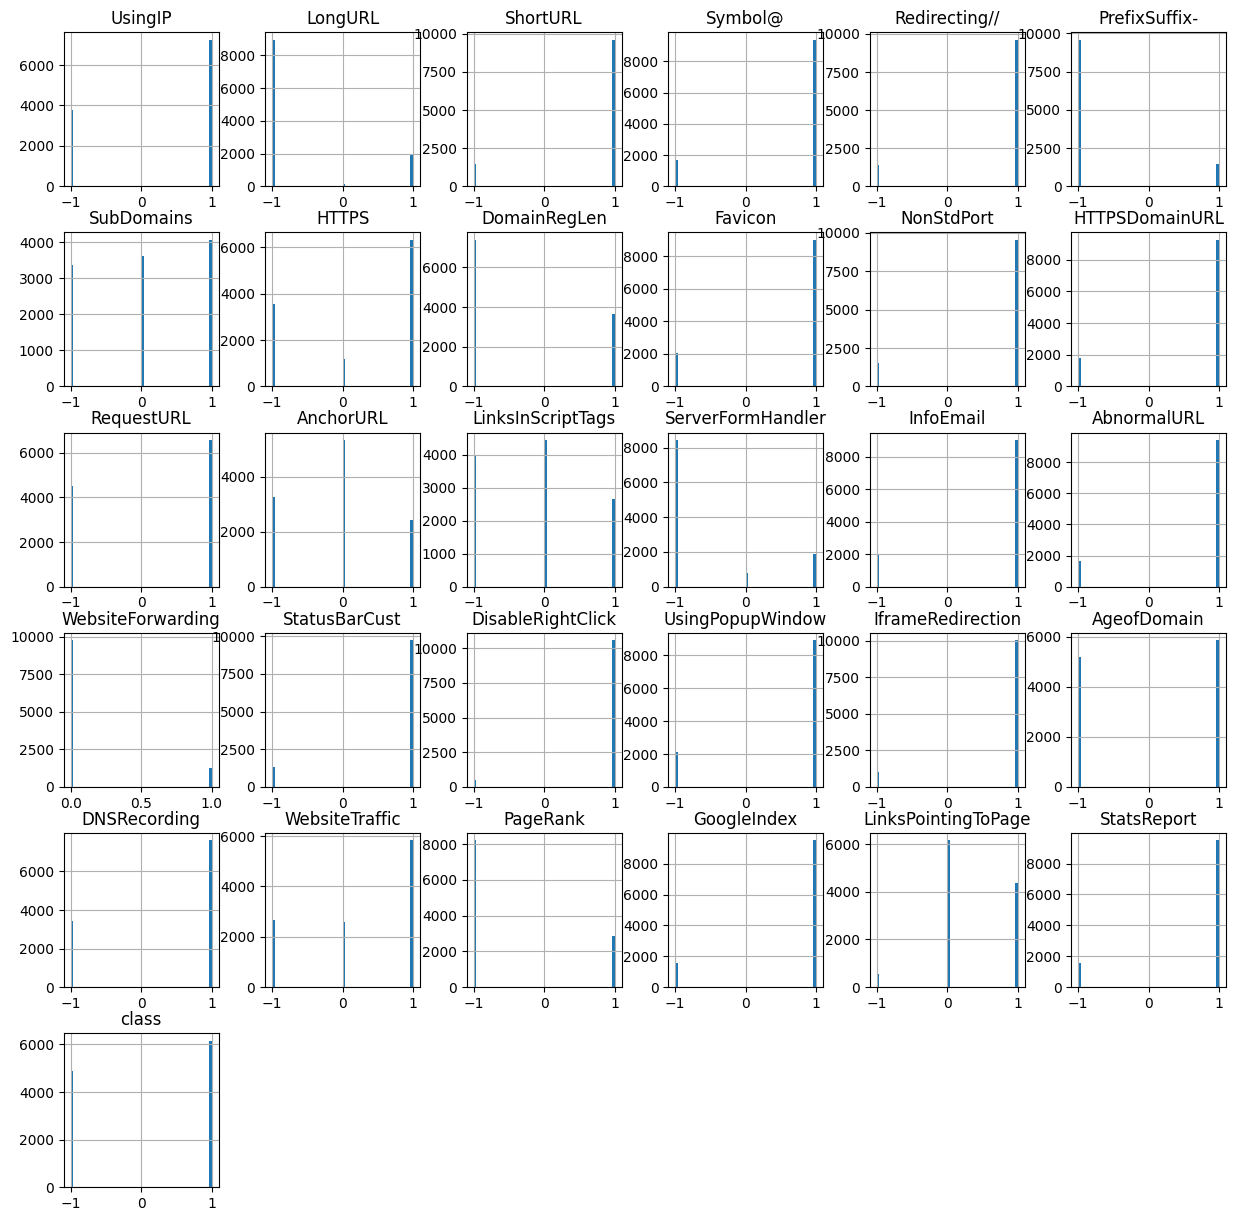 UsingIP LongURL ShortURL Symbol@ Redirecting// PrefixSuffix-
6000 4000 2000 0 -1 0 1
8000 6000 4000 2000 0 -1 0 1
10000 7500 5000 2500 0 -1 0 1
8000 6000 4000 2000 0 -1 0 1
10000 7500 5000 2500 0 -1 0 1
10000 7500 5000 2500 0 -1 0 1
SubDomains HTTPS DomainRegLen Favicon NonStdPort HTTPSDomainURL
4000 3000 2000 1000 0 -1 0 1
6000 4000 2000 0 -1 0 1
6000 4000 2000 0 -1 0 1
8000 6000 4000 2000 0 -1 0 1
10000 7500 5000 2500 0 -1 0 1
8000 6000 4000 2000 0 -1 0 1
RequestURL AnchorURL LinksInScriptTags ServerFormHandler InfoEmail AbnormalURL
6000 4000 2000 0 -1 0 1
4000 2000 0 -1 0 1
4000 3000 2000 1000 0 -1 0 1
8000 6000 4000 2000 0 -1 0 1
8000 6000 4000 2000 0 -1 0 1
8000 6000 4000 2000 0 -1 0 1
WebsiteForwarding StatusBarCust DisableRightClick UsingPopupWindow IframeRedirection AgeofDomain
10000 7500 5000 2500 0 0.0 0.5 1.0
10000 7500 5000 2500 0 -1 0 1
10000 7500 5000 2500 0 -1 0 1
8000 6000 4000 2000 0 -1 0 1
10000 7500 5000 2500 0 -1 0 1
6000 4000 2000 0 -1 0 1
DNSRecording WebsiteTraffic PageRank GoogleIndex LinksPointingToPage StatsReport
6000 4000 2000 0 -1 0 1
6000 4000 2000 0 -1 0 1
8000 6000 4000 2000 0 -1 0 1
8000 6000 4000 2000 0 -1 0 1
6000 4000 2000 0 -1 0 1
8000 6000 4000 2000 0 -1 0 1
class
6000 4000 2000 0 -1 0 1